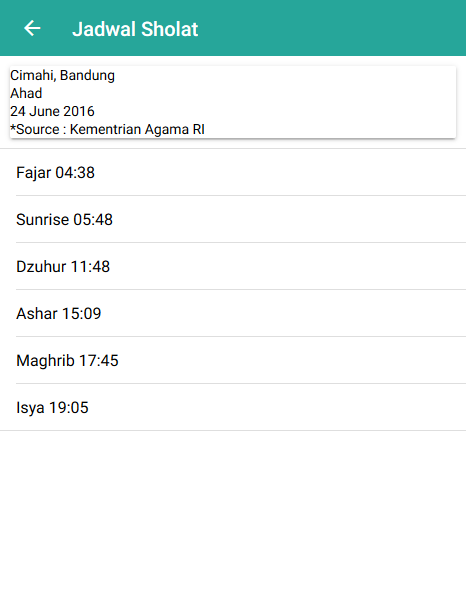 Jadwal Sholat
Cimahi, Bandung
Ahad
24 June 2016
*Source : Kementrian Agama RI
Fajar 04:38
Sunrise 05:48
Dzuhur 11:48
Ashar 15:09
Maghrib 17:45
Isya 19:05